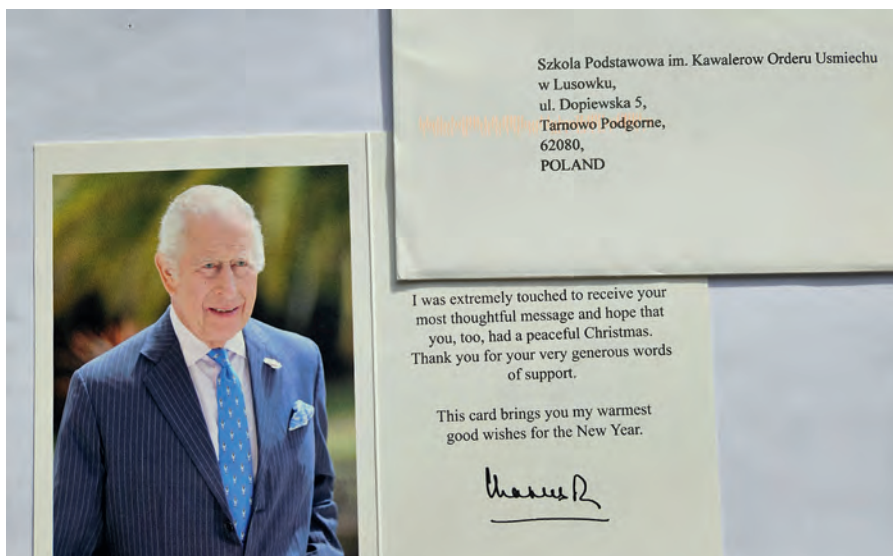 Szkola Podstawowa im. Kawalerow Orderu Usmiechu
w Lusowku,
ul. Dopiewska 5,
Tarnowo Podgorne,
62080,
POLAND
I was extremely touched to receive your
most thoughtful message and hope that
you, too, had a peaceful Christmas.
Thank you for your very generous words
of support.
This card brings you my warmest
good wishes for the New Year.
Charles R